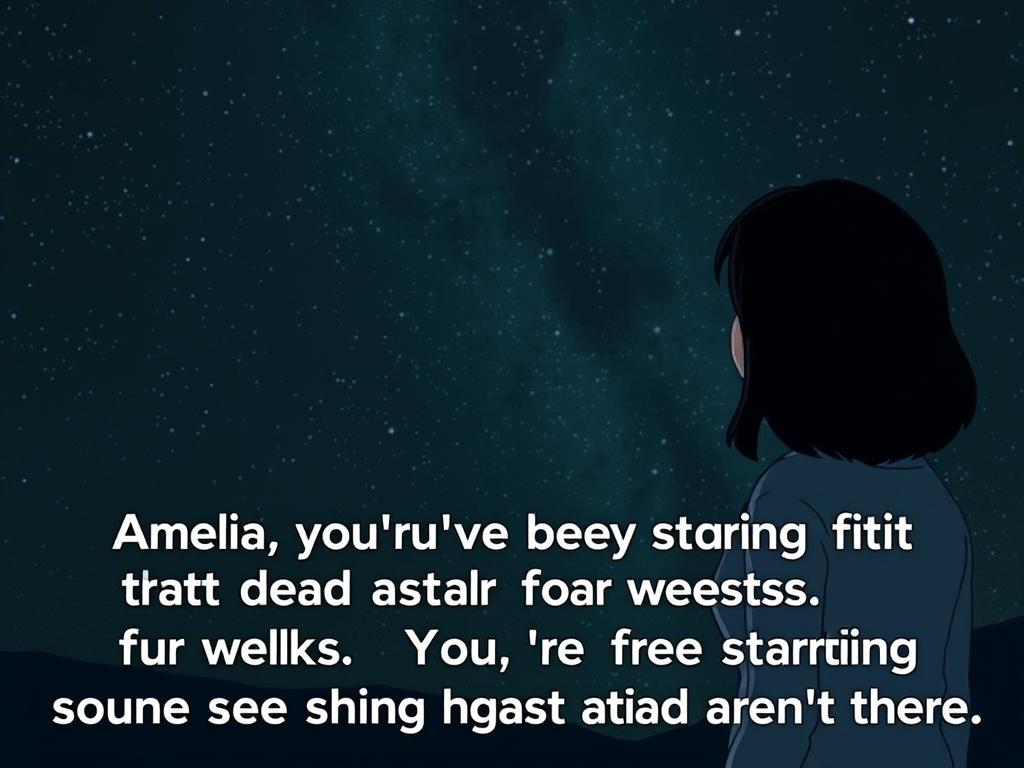 Amelia, you'ru've beey staring fitit
thatt dead astalr foar weestss.
fur wellks. You, 're free starrtiing
soune see shing hgast atiad aren't there.